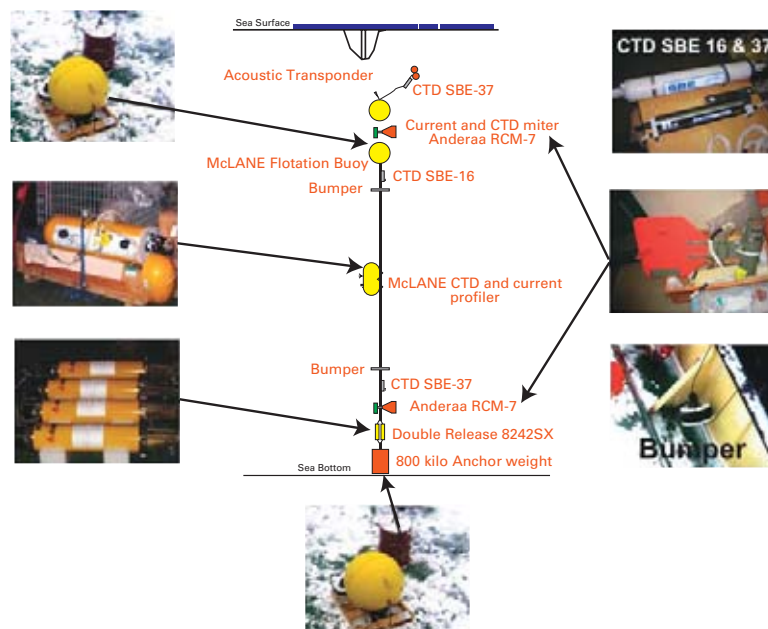 Sea Surface
CTD SBE 16 & 37
Acoustic Transponder
CTD SBE-37
Current and CTD miter
Anderaa RCM-7
McLANE Flotation Buoy
CTD SBE-16
Bumper
McLANE CTD and current
profiler
Bumper
CTD SBE-37
Anderaa RCM-7
Double Release 8242SX
Bumper
800 kilo Anchor weight
Sea Bottom